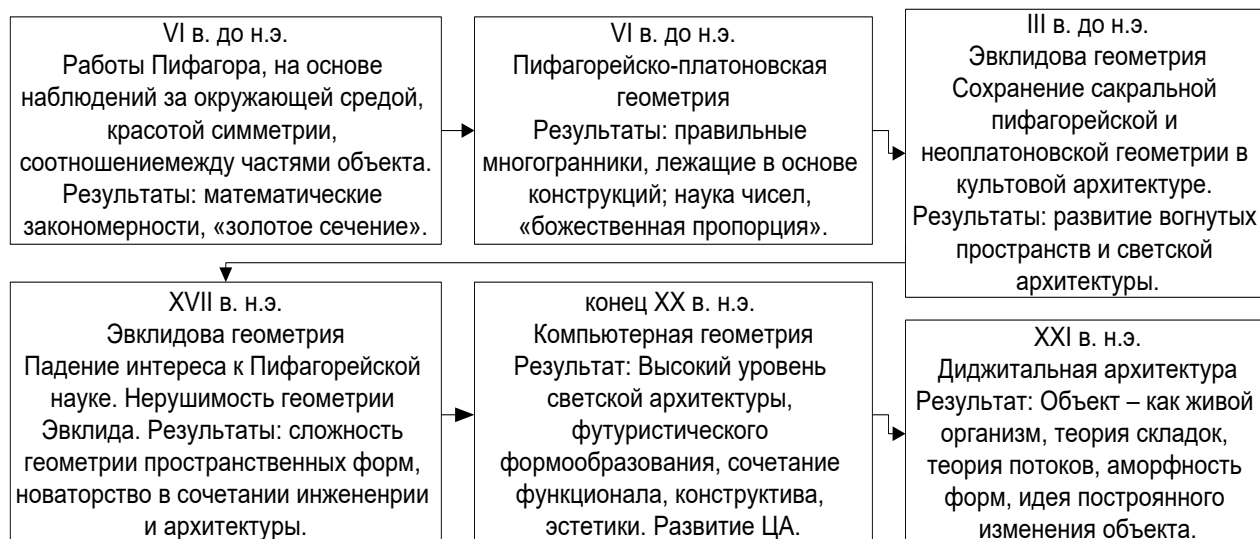 VI в. до н.э.
Работы Пифагора, на основе
наблюдений за окружающей средой,
красотой симметрии,
соотношениемежду частями объекта.
Результаты: математические
закономерности, «золотое сечение».
VI в. до н.э.
Пифагорейско-платоновская
геометрия
Результаты: правильные
многогранники, лежащие в основе
конструкций; наука чисел,
«божественная пропорция».
III в. до н.э.
Эвклидова геометрия
Сохранение сакральной
пифагорейской и
неоплатоновской геометрии в
культовой архитектуре.
Результаты: развитие вогнутых
пространств и светской
архитектуры.
XVII в. н.э.
Эвклидова геометрия
Падение интереса к Пифагорейской
науке. Нерушимость геометрии
Эвклида. Результаты: сложность
геометрии пространственных форм,
новаторство в сочетании инжененрии
и архитектуры.
конец XX в. н.э.
Компьютерная геометрия
Результат: Высокий уровень
светской архитектуры,
футуристического
формообразования, сочетание
функционала, конструктива,
эстетики. Развитие ЦА.
XXI в. н.э.
Диджитальная архитектура
Результат: Объект – как живой
организм, теория складок,
теория потоков, аморфность
форм, идея построянного
изменения объекта.